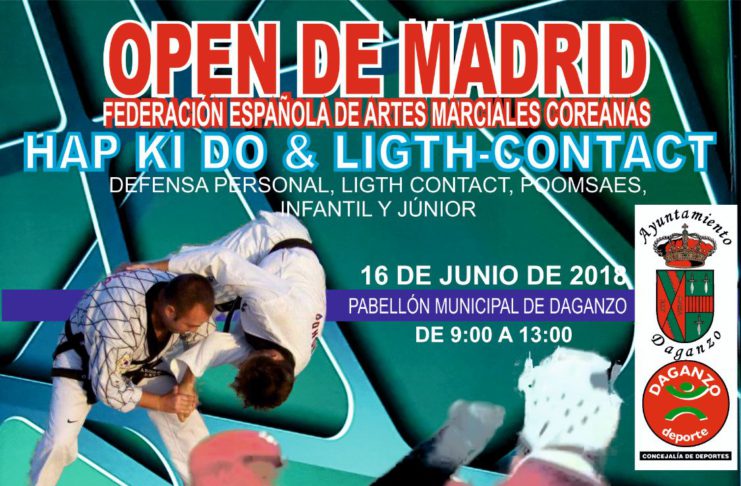 OPEN DE MADRID
FEDERACIÓN ESPAÑOLA DE ARTES MARCIALES COREANAS
HAP KI DO & LIGTH-CONTACT
DEFENSA PERSONAL, LIGTH CONTACT, POOMSAES,
INFANTIL Y JÚNIOR
16 DE JUNIO DE 2018
PABELLÓN MUNICIPAL DE DAGANZO
DE 9:00 A 13:00
Ayuntamiento
Daganzo
DAGANZO
deporte
CONCEJALÍA DE DEPORTES